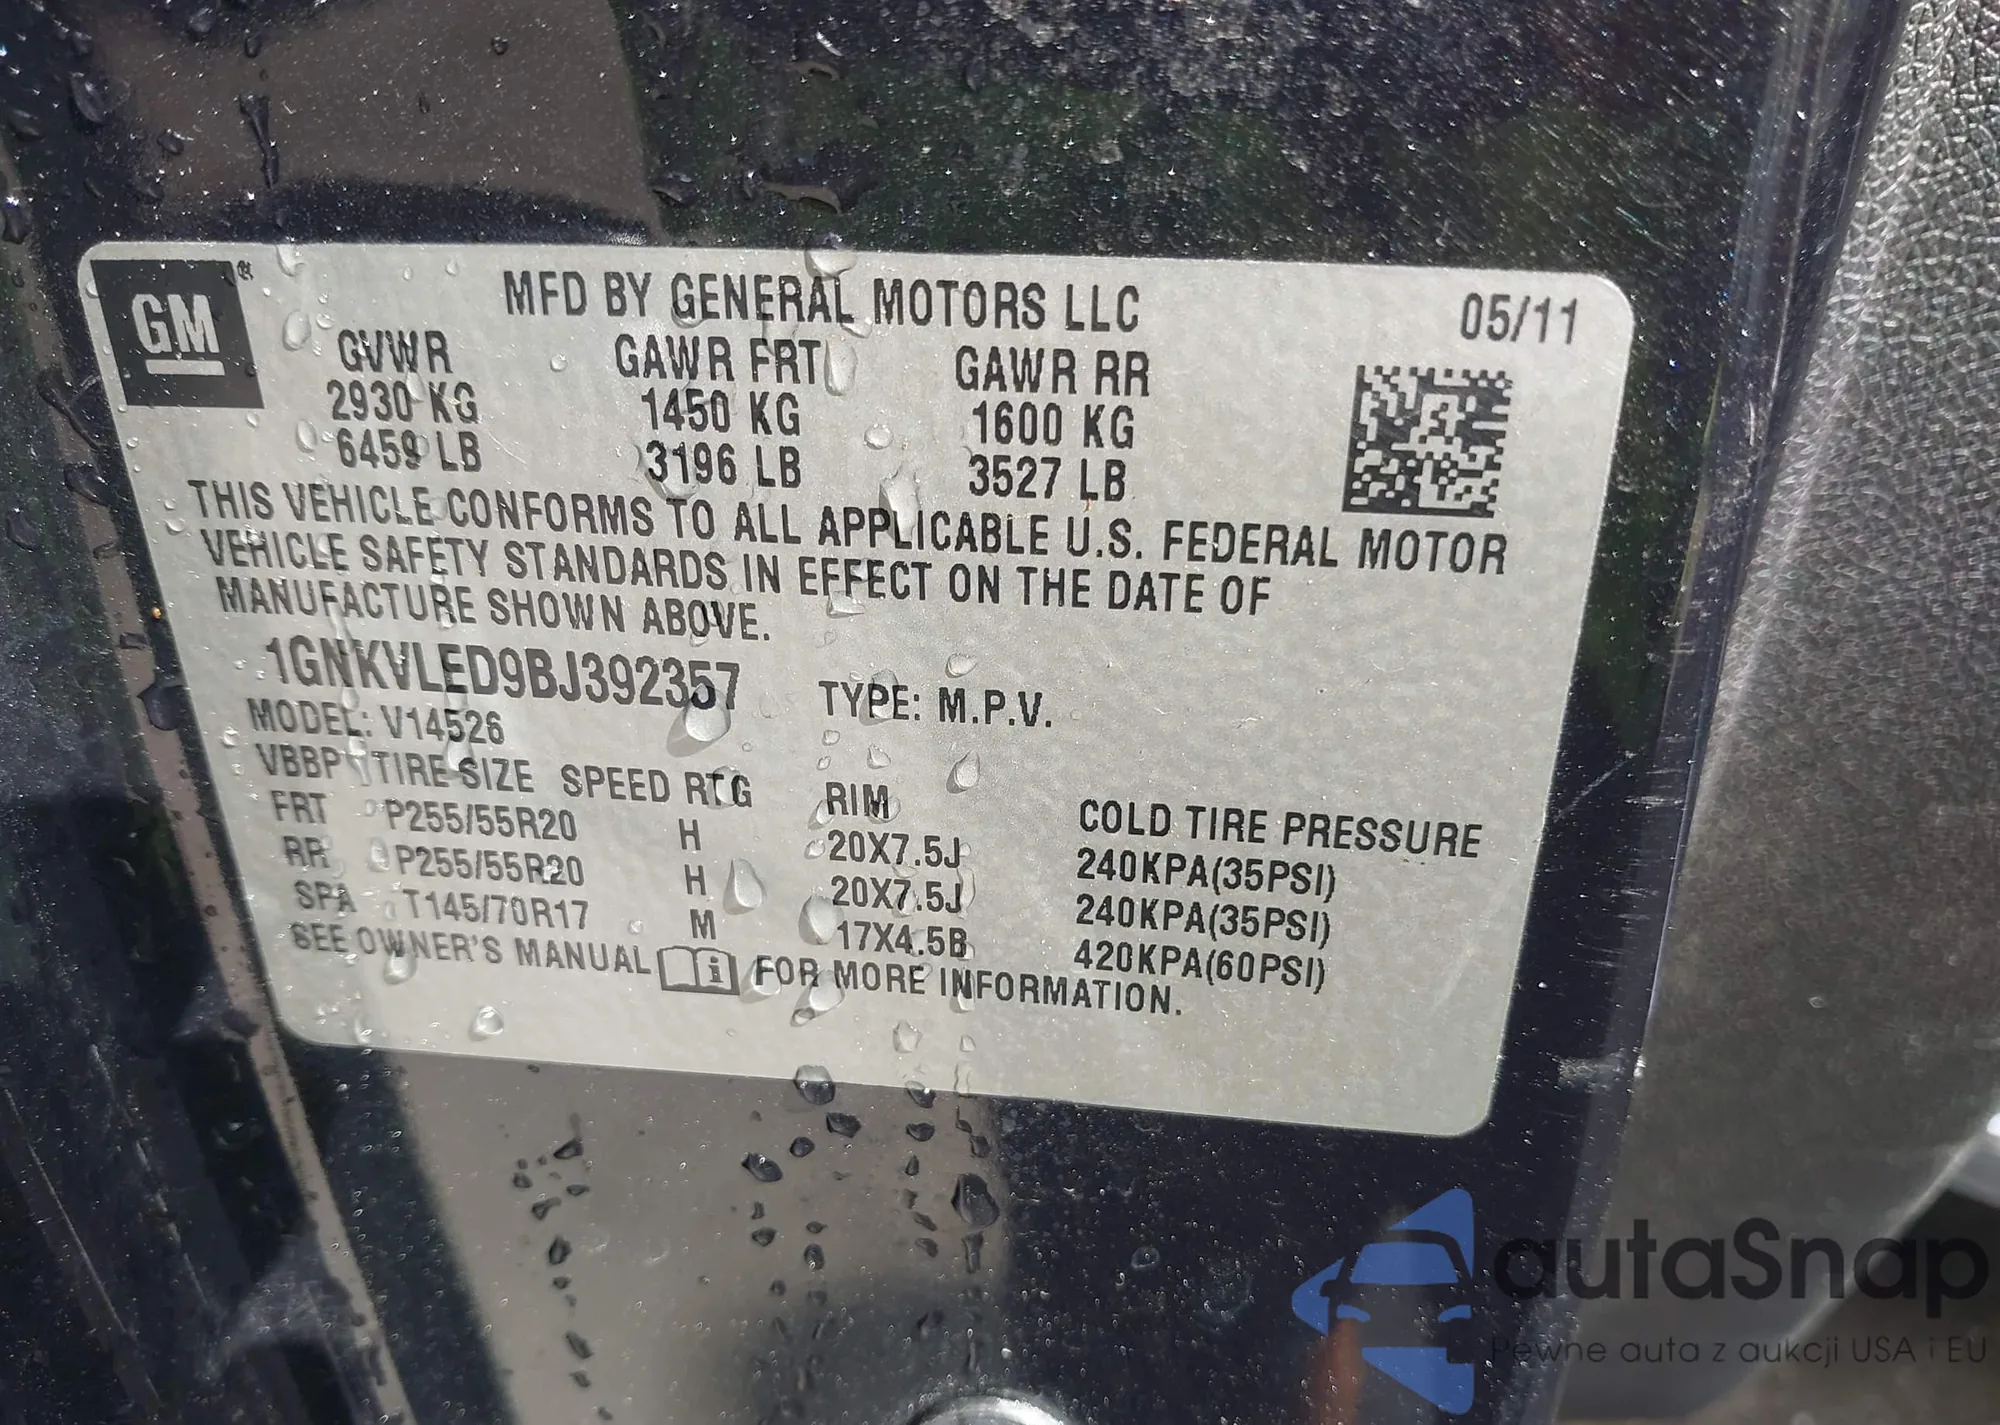 GM®
MFD BY GENERAL MOTORS LLC 05/11
GVWR GAWR FRT GAWR RR
2930 KG 1450 KG 1600 KG
6459 LB 3196 LB 3527 LB
THIS VEHICLE CONFORMS TO ALL APPLICABLE U.S. FEDERAL MOTOR
VEHICLE SAFETY STANDARDS IN EFFECT ON THE DATE OF
MANUFACTURE SHOWN ABOVE.
1GNKVLED9BJ392357 TYPE: M.P.V.
MODEL: V14526
VBBP TIRE SIZE SPEED RTG RIM COLD TIRE PRESSURE
FRT P255/55R20 H 20X7.5J 240KPA(35PSI)
RR P255/55R20 H 20X7.5J 240KPA(35PSI)
SPA T145/70R17 M 17X4.5B 420KPA(60PSI)
SEE OWNER'S MANUAL i FOR MORE INFORMATION.
autaSnap
Pewne auta z aukcji USA i EU